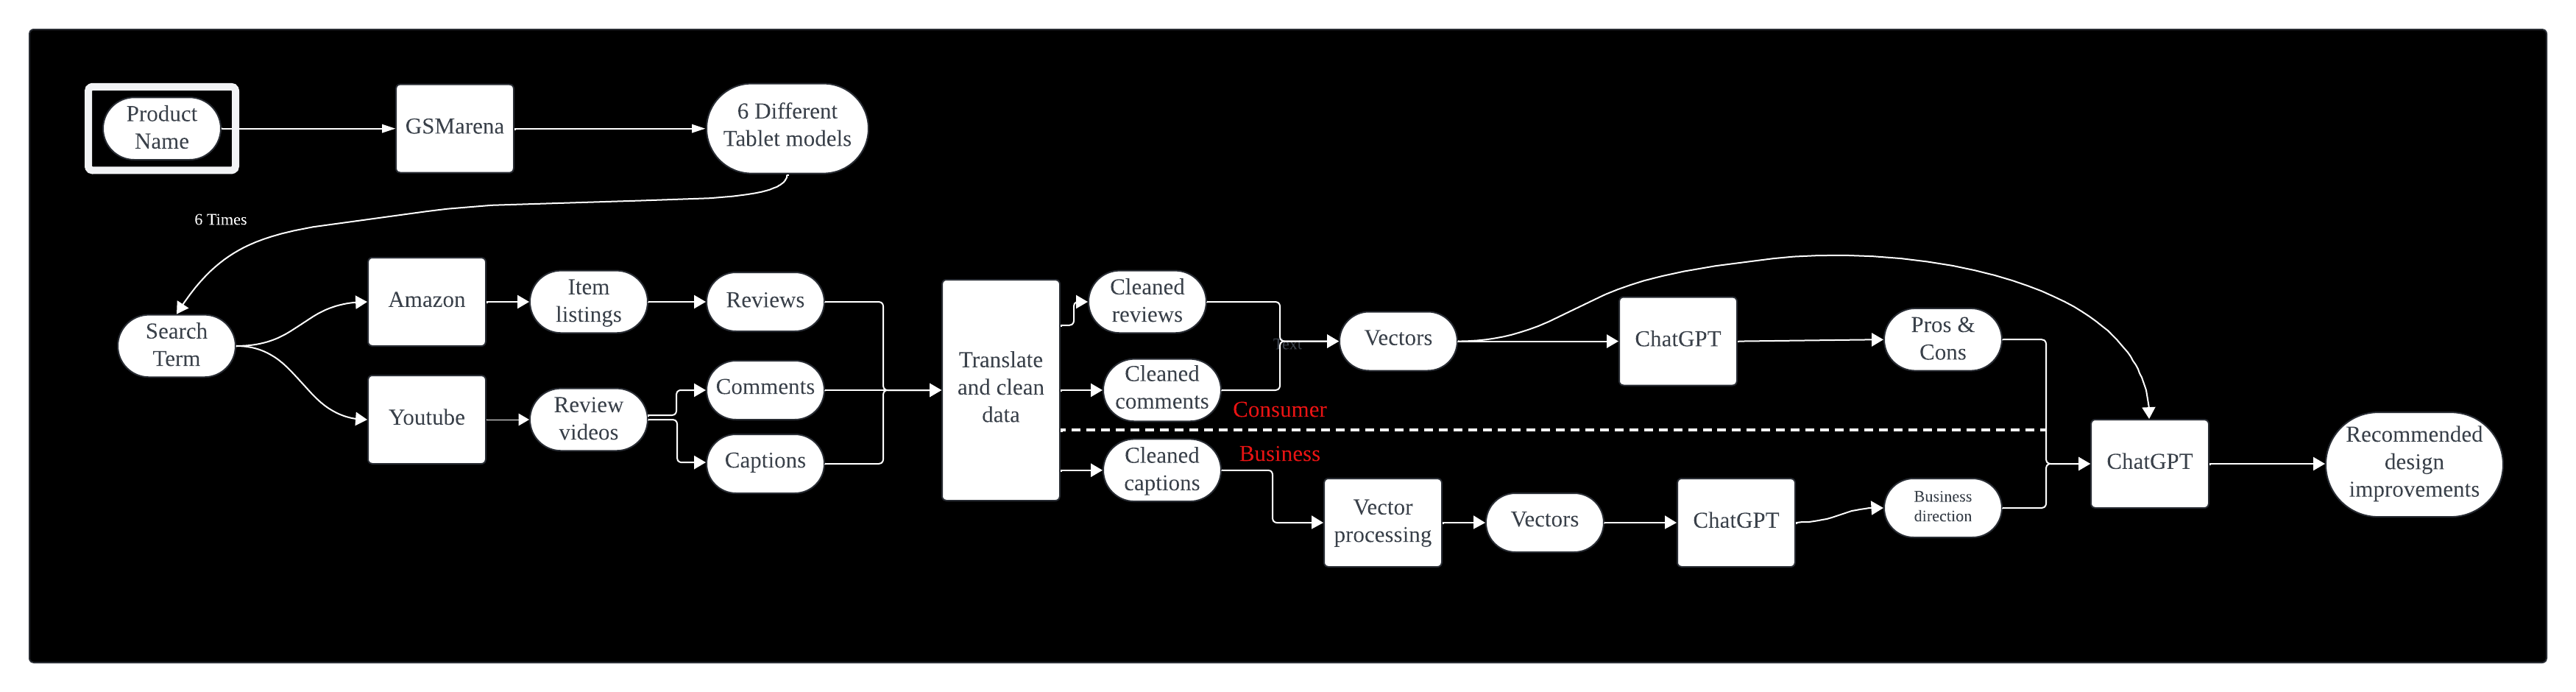 Product
Name
GSMarena
6 Different
Tablet models
6 Times
Search
Term
Amazon
Item
listings
Reviews
Youtube
Review
videos
Comments
Captions
Translate
and clean
data
Cleaned
reviews
Cleaned
comments
Cleaned
captions
Text
Consumer
Business
Vectors
ChatGPT
Pros &
Cons
Vector
processing
Vectors
ChatGPT
Business
direction
ChatGPT
Recommended
design
improvements